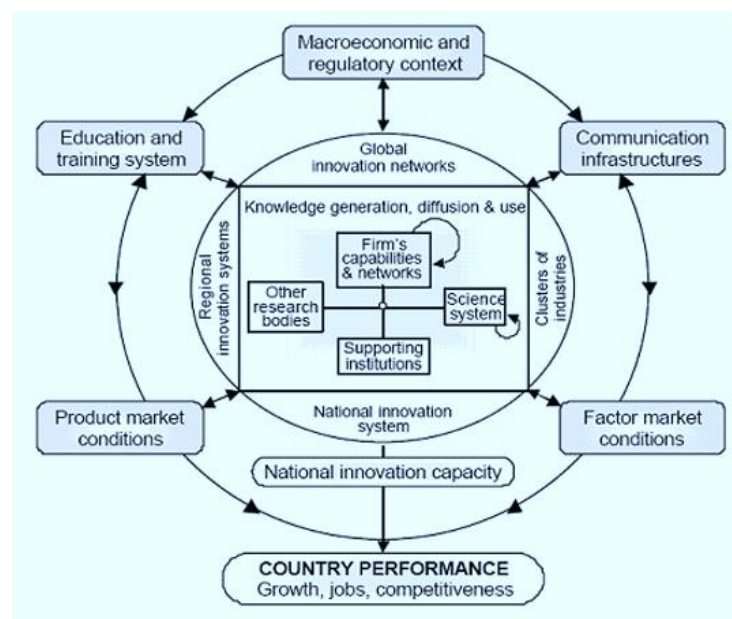 Macroeconomic and
regulatory context
Education and
training system
Communication
infrastructures
Global
innovation networks
Knowledge generation, diffusion & use
Regional
innovation systems
Clusters of
industries
Firm's
capabilities
& networks
Other
research
bodies
Science
system
Supporting
institutions
Product market
conditions
National innovation
system
Factor market
conditions
National innovation capacity
COUNTRY PERFORMANCE
Growth, jobs, competitiveness